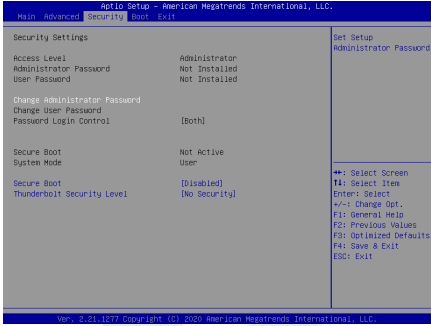 Aptio Setup - American Megatrends International, LLC.
Main Advanced Security Boot Exit
Security Settings
Access Level Administrator
Administrator Password Not Installed
User Password Not Installed
Change Administrator Password
Change User Password
Password Login Control [Both]
Secure Boot Not Active
System Mode User
Secure Boot [Disabled]
Thunderbolt Security Level [No Security]
Set Setup
Administrator Password
→←: Select Screen
↑↓: Select Item
Enter: Select
+/-: Change Opt.
F1: General Help
F2: Previous Values
F3: Optimized Defaults
F4: Save & Exit
ESC: Exit
Ver. 2.21.1277 Copyright (C) 2020 American Megatrends International, LLC.